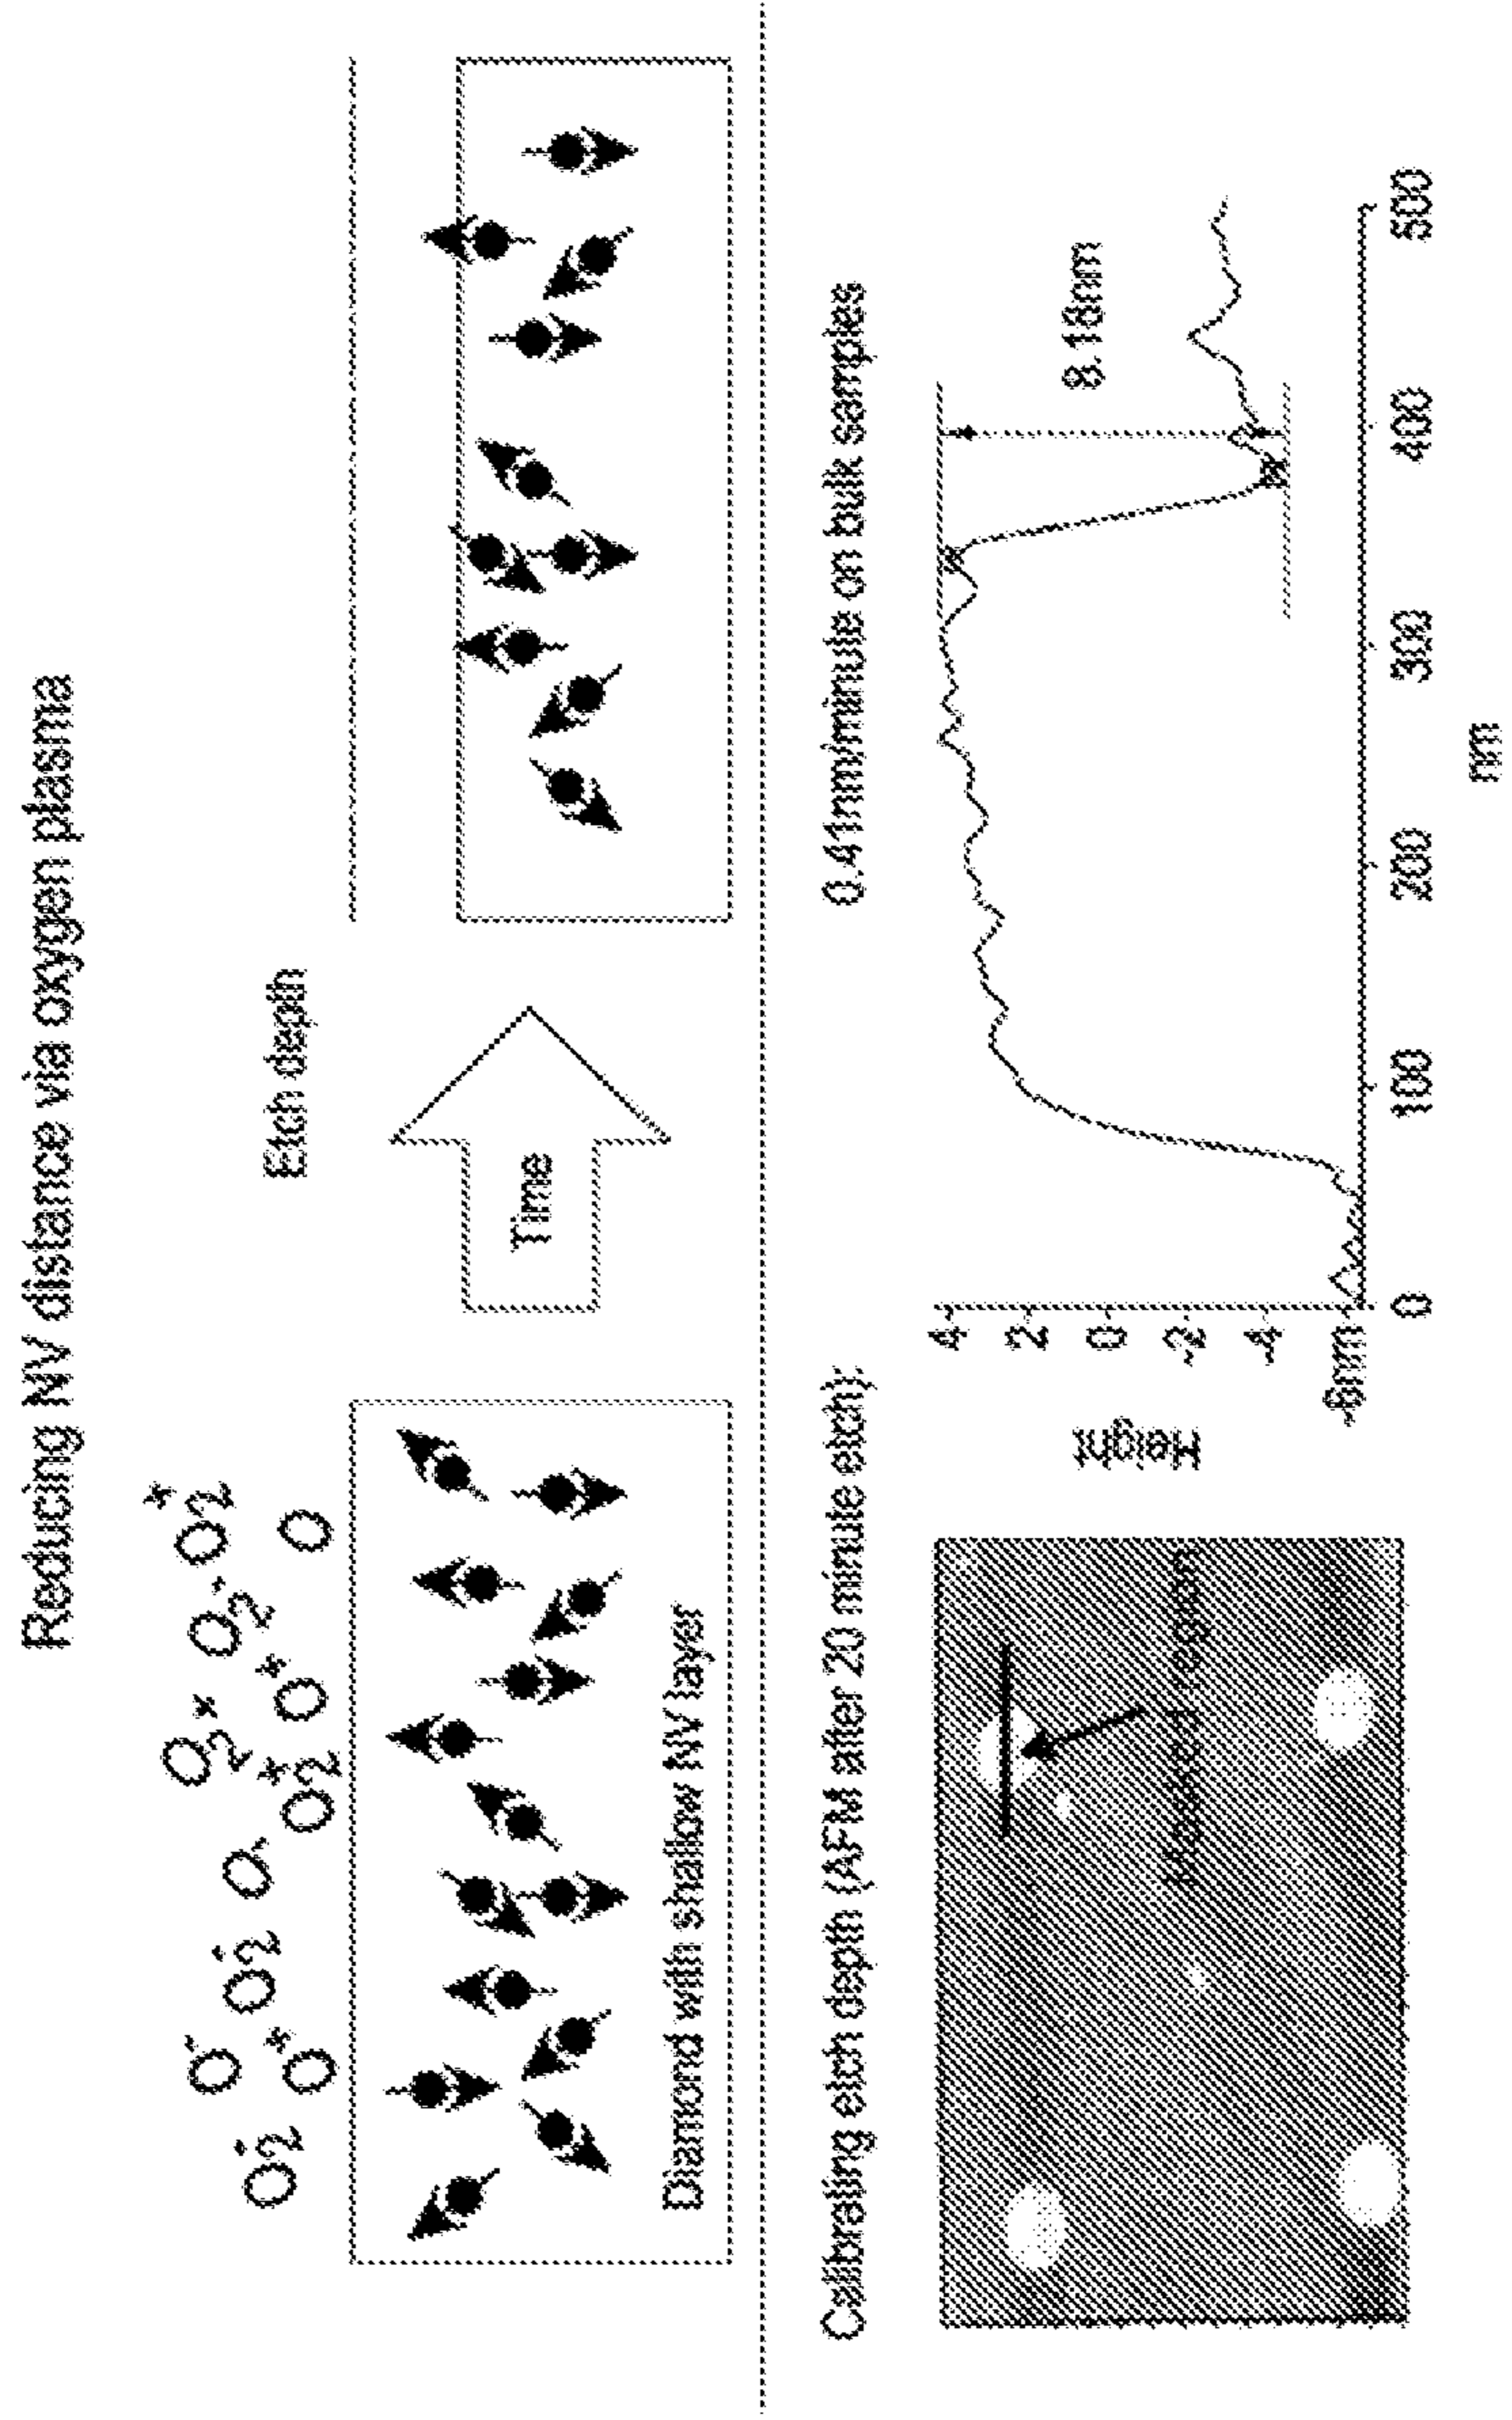 Reducing NV distance via oxygen plasma
O2* O- O2* O- O2* O2- O2*
O* O2* O* O
Etch depth
Time
Diamond with shallow NV layer
Calibrating etch depth (AFM after 20 minute etch):
0.41nm/minute on bulk samples
Masked region
Height
4
2
0
-2
-4
-6nm
8.18nm
0 100 200 300 400 500
nm